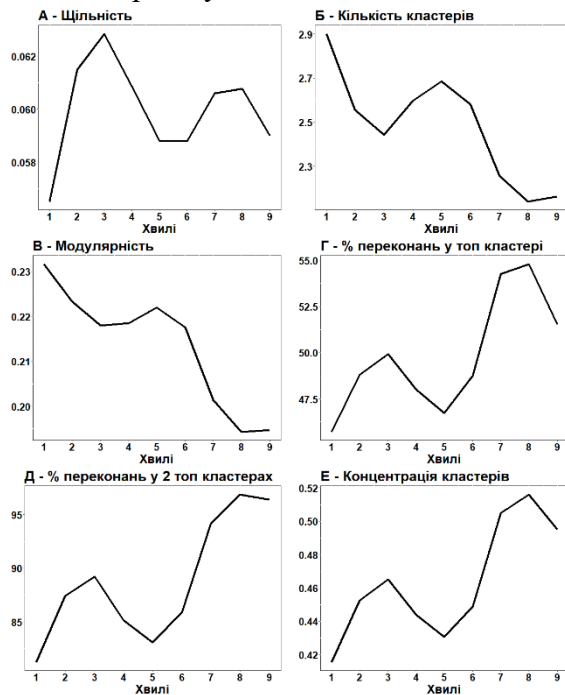 А - Щільність
0.062
0.060
0.058
1 2 3 4 5 6 7 8 9
Хвилі
Б - Кількість кластерів
2.9
2.7
2.5
2.3
1 2 3 4 5 6 7 8 9
Хвилі
В - Модулярність
0.23
0.22
0.21
0.20
1 2 3 4 5 6 7 8 9
Хвилі
Г - % переконань у топ кластері
55.0
52.5
50.0
47.5
1 2 3 4 5 6 7 8 9
Хвилі
Д - % переконань у 2 топ кластерах
95
90
85
1 2 3 4 5 6 7 8 9
Хвилі
Е - Концентрація кластерів
0.52
0.50
0.48
0.46
0.44
0.42
1 2 3 4 5 6 7 8 9
Хвилі